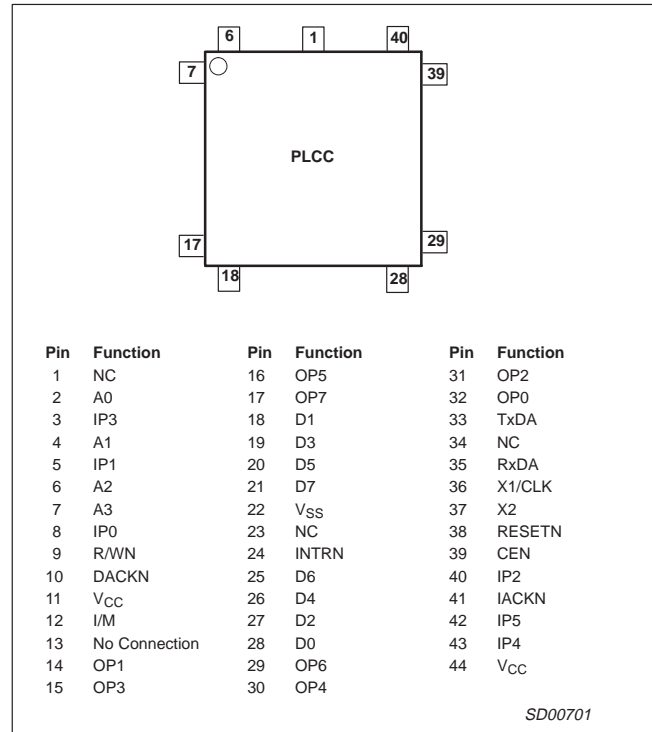 6 1 40
7 39
PLCC
17 29
18 28
Pin Function Pin Function Pin Function
1 NC 16 OP5 31 OP2
2 A0 17 OP7 32 OP0
3 IP3 18 D1 33 TxDA
4 A1 19 D3 34 NC
5 IP1 20 D5 35 RxDA
6 A2 21 D7 36 X1/CLK
7 A3 22 VSS 37 X2
8 IP0 23 NC 38 RESETN
9 R/WN 24 INTRN 39 CEN
10 DACKN 25 D6 40 IP2
11 VCC 26 D4 41 IACKN
12 I/M 27 D2 42 IP5
13 No Connection 28 D0 43 IP4
14 OP1 29 OP6 44 VCC
15 OP3 30 OP4
SD00701